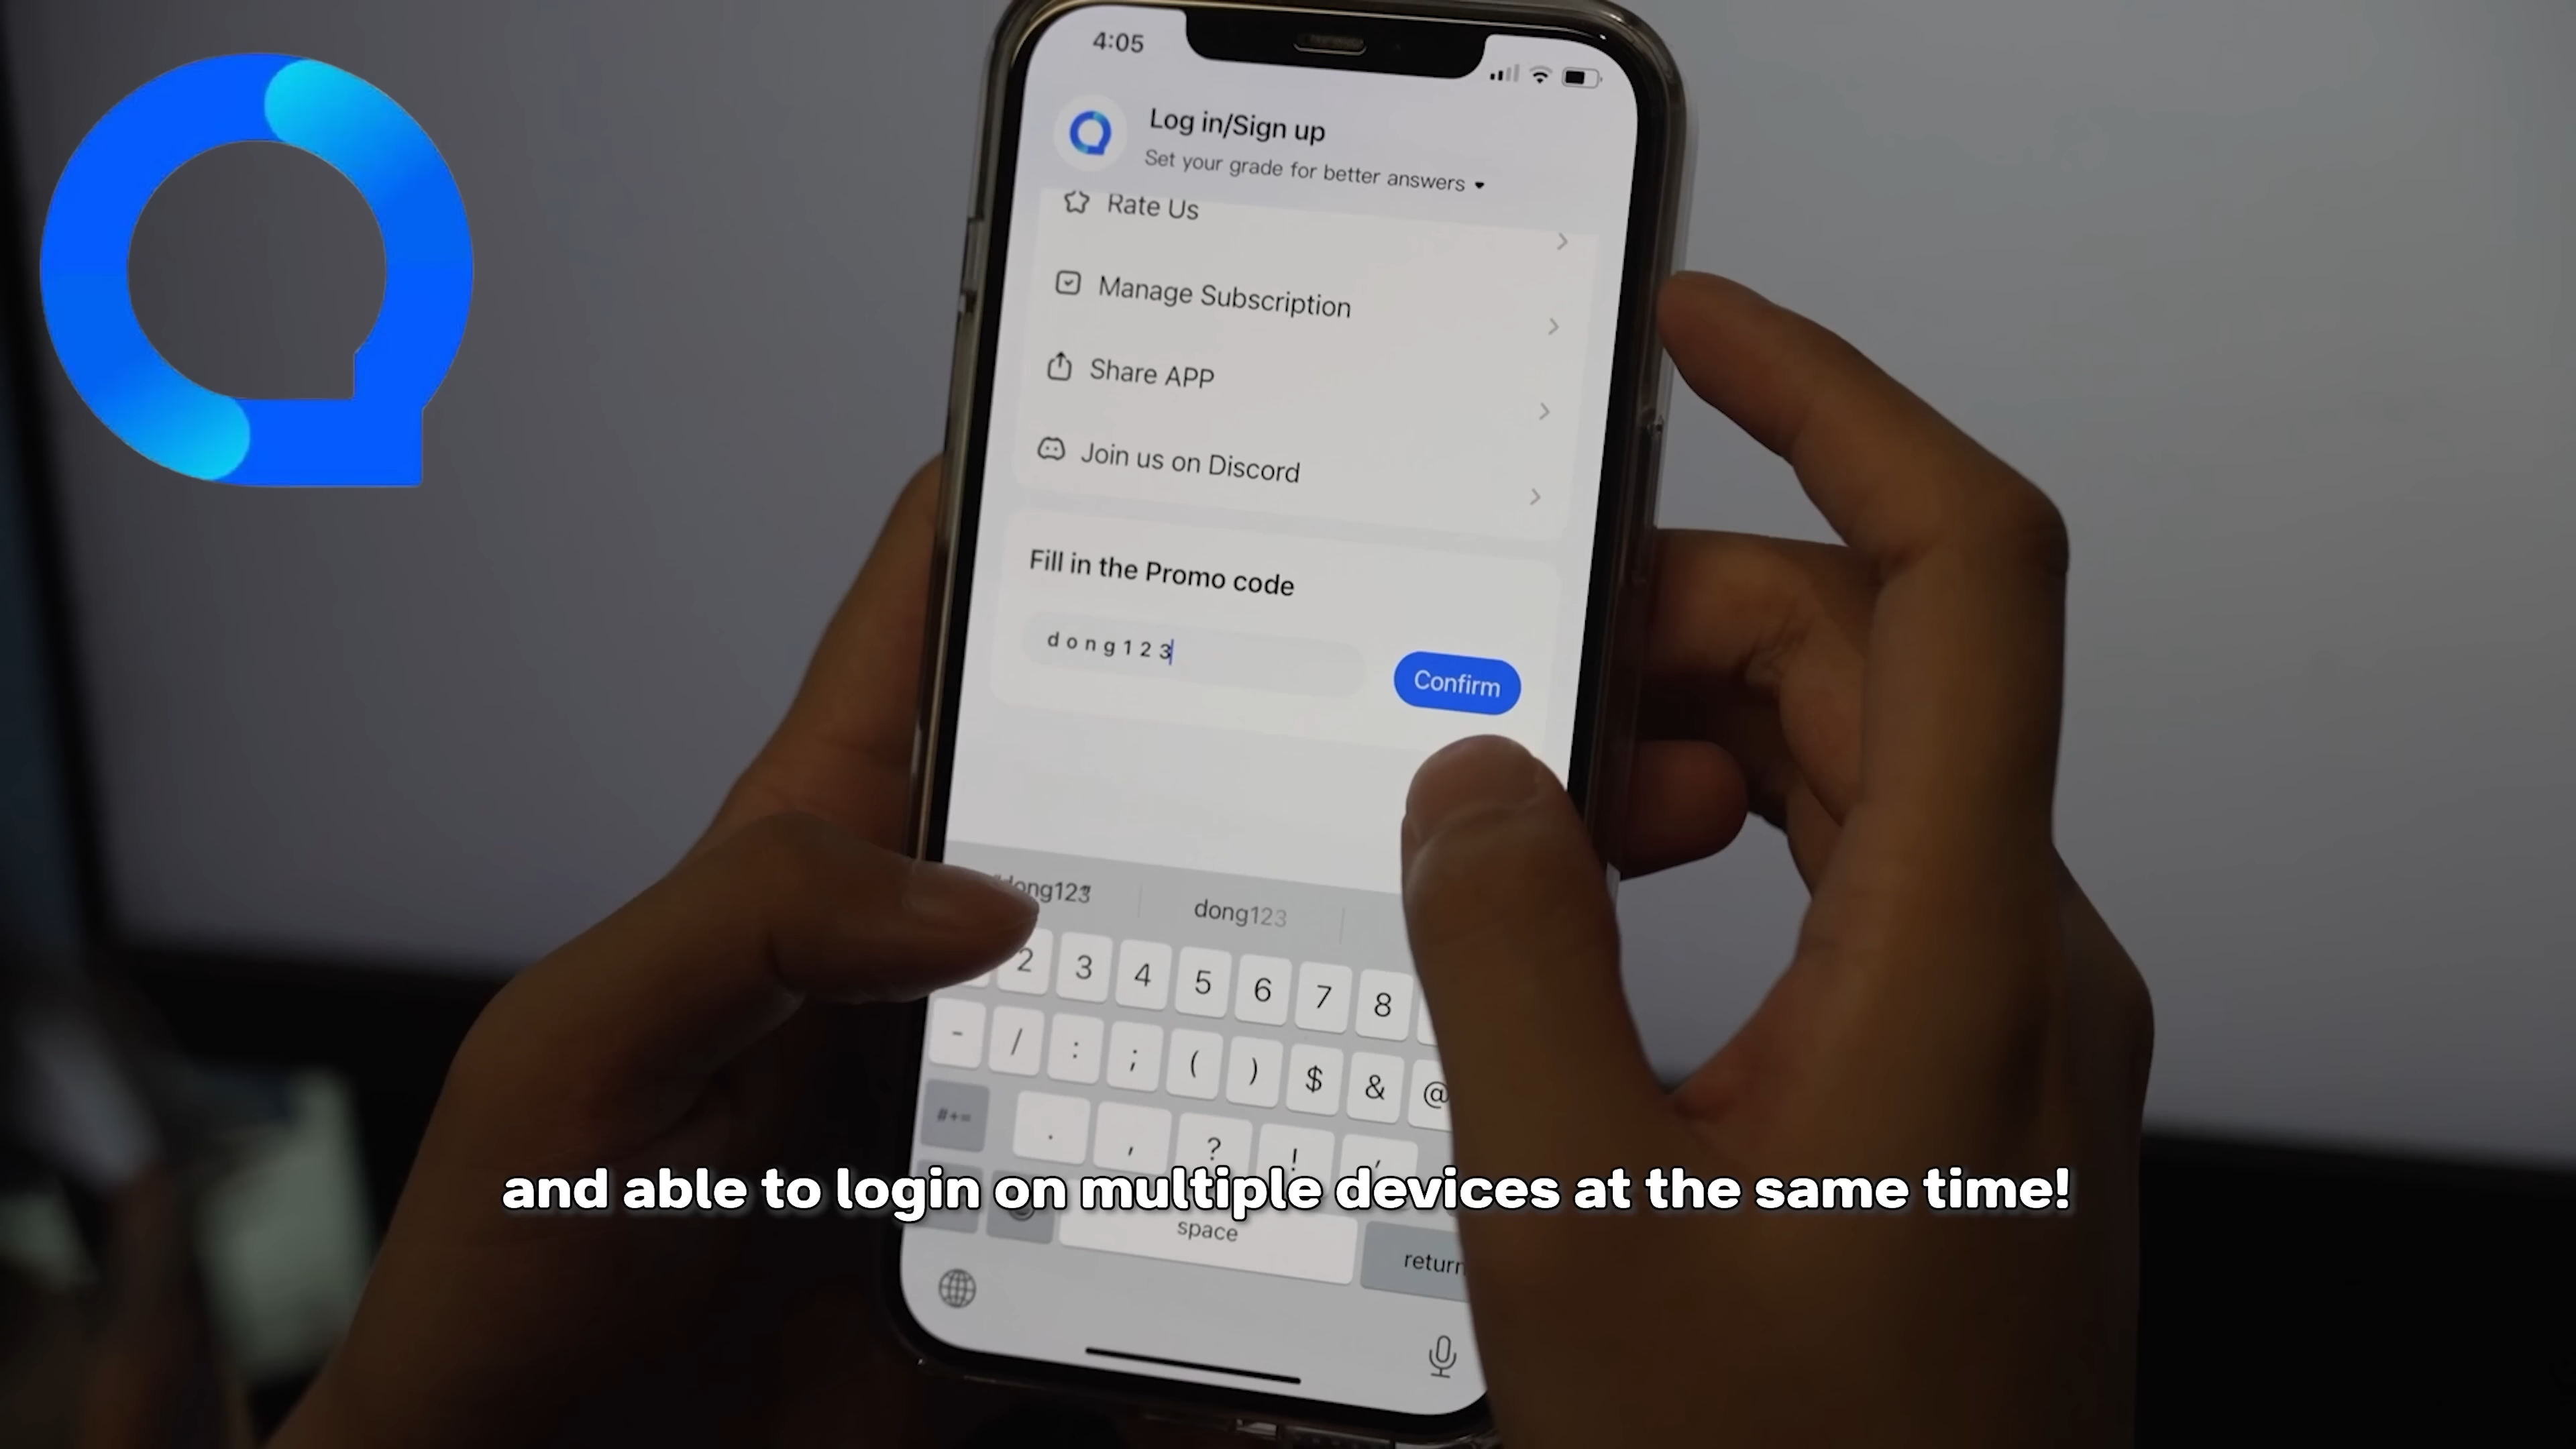 4:05
Log in/Sign up
Set your grade for better answers
Rate Us
Manage Subscription
Share APP
Join us on Discord
Fill in the Promo code
dong123
Confirm
dong123
2 3 4 5 6 7 8
- / : ; ( ) $ & @
#+=
. , ? ! '
and able to login on multiple devices at the same time!
space
return